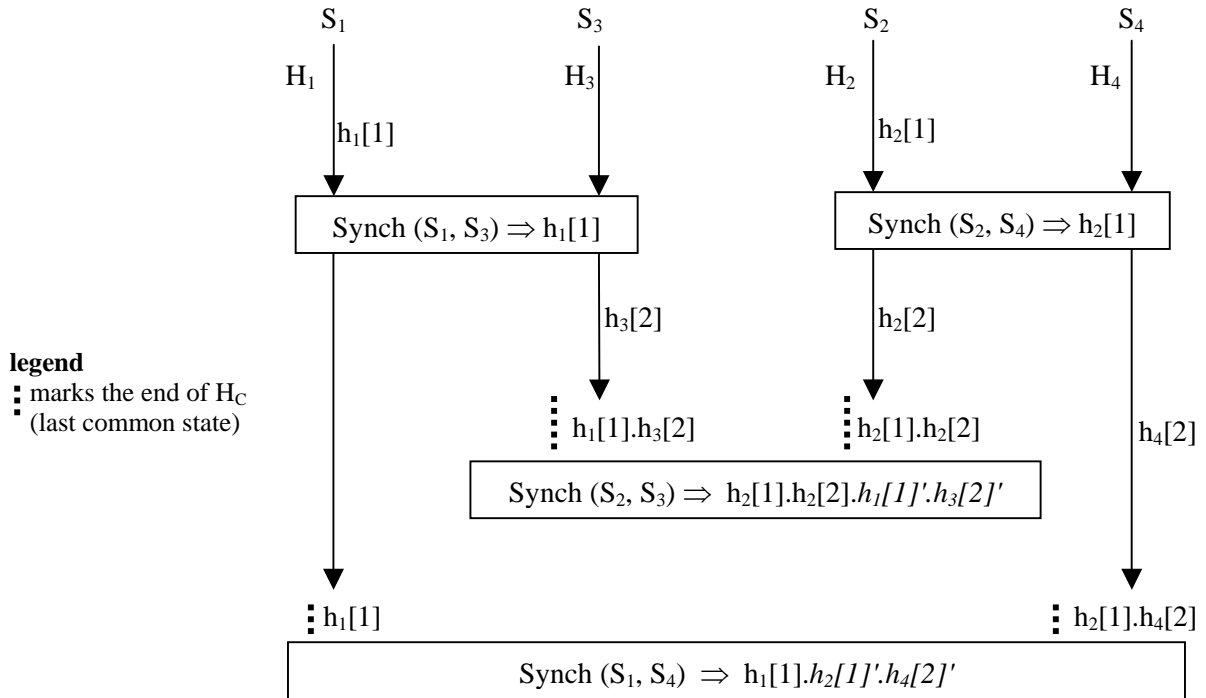 S₁ S₃ S₂ S₄
H₁ H₃ H₂ H₄
h₁[1] h₂[1]
Synch (S₁, S₃) ⇒ h₁[1] Synch (S₂, S₄) ⇒ h₂[1]
h₃[2] h₂[2]
legend
marks the end of H_C
(last common state)
h₁[1].h₃[2] h₂[1].h₂[2] h₄[2]
Synch (S₂, S₃) ⇒ h₂[1].h₂[2].h₁[1]'.h₃[2]'
h₁[1] h₂[1].h₄[2]
Synch (S₁, S₄) ⇒ h₁[1].h₂[1]'.h₄[2]'